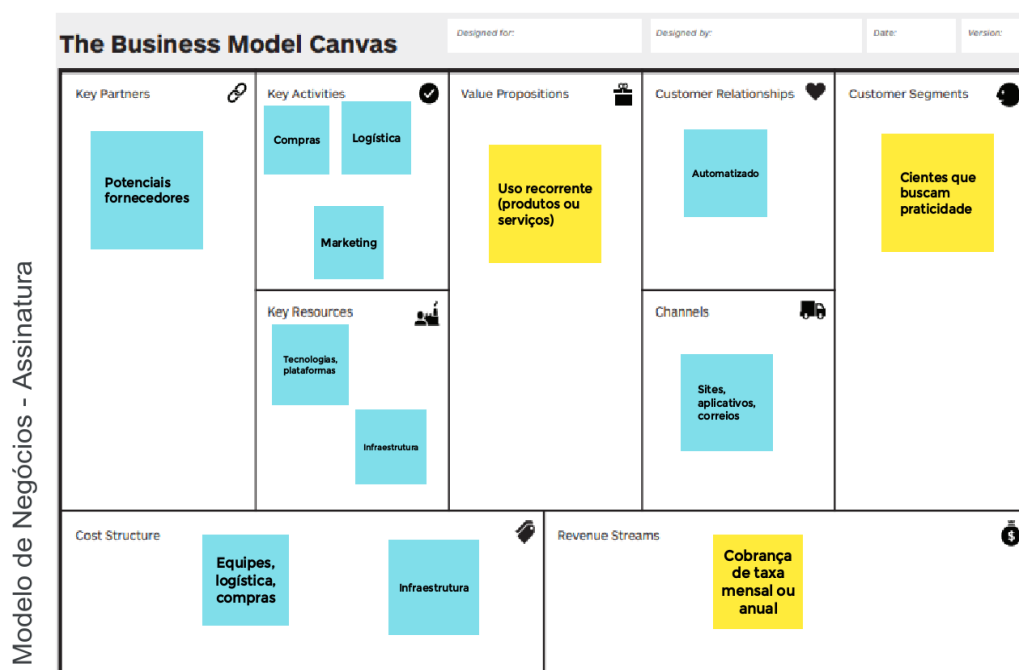 The Business Model Canvas
Designed for:
Designed by:
Date:
Version:
Modelo de Negócios - Assinatura
Key Partners
Potenciais
fornecedores
Key Activities
Compras
Logística
Marketing
Key Resources
Tecnologias,
plataformas
Infraestrutura
Value Propositions
Uso recorrente
(produtos ou
serviços)
Customer Relationships
Automatizado
Channels
Sites,
aplicativos,
correios
Customer Segments
Cientes que
buscam
praticidade
Cost Structure
Equipes,
logística,
compras
Infraestrutura
Revenue Streams
Cobrança
de taxa
mensal ou
anual